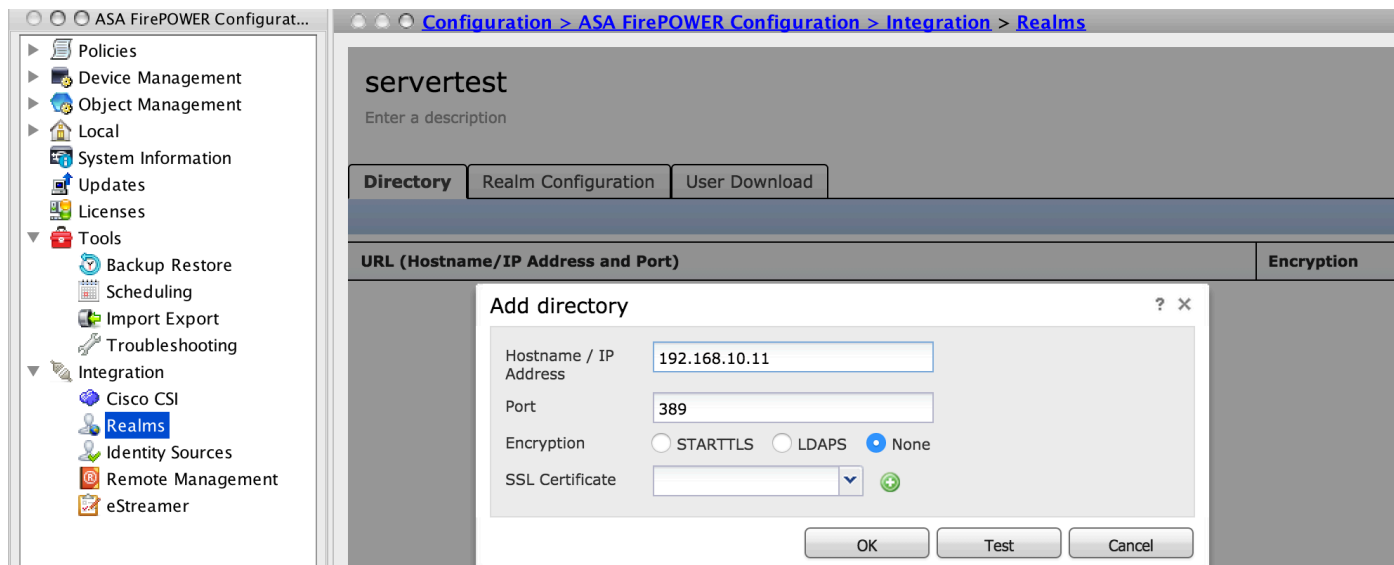 ASA FirePOWER Configurat...
Policies
Device Management
Object Management
Local
System Information
Updates
Licenses
Tools
Backup Restore
Scheduling
Import Export
Troubleshooting
Integration
Cisco CSI
Realms
Identity Sources
Remote Management
eStreamer
Configuration > ASA FirePOWER Configuration > Integration > Realms
servertest
Enter a description
Directory Realm Configuration User Download
URL (Hostname/IP Address and Port) Encryption
Add directory ? ×
Hostname / IP
Address
192.168.10.11
Port 389
Encryption STARTTLS LDAPS None
SSL Certificate
OK Test Cancel